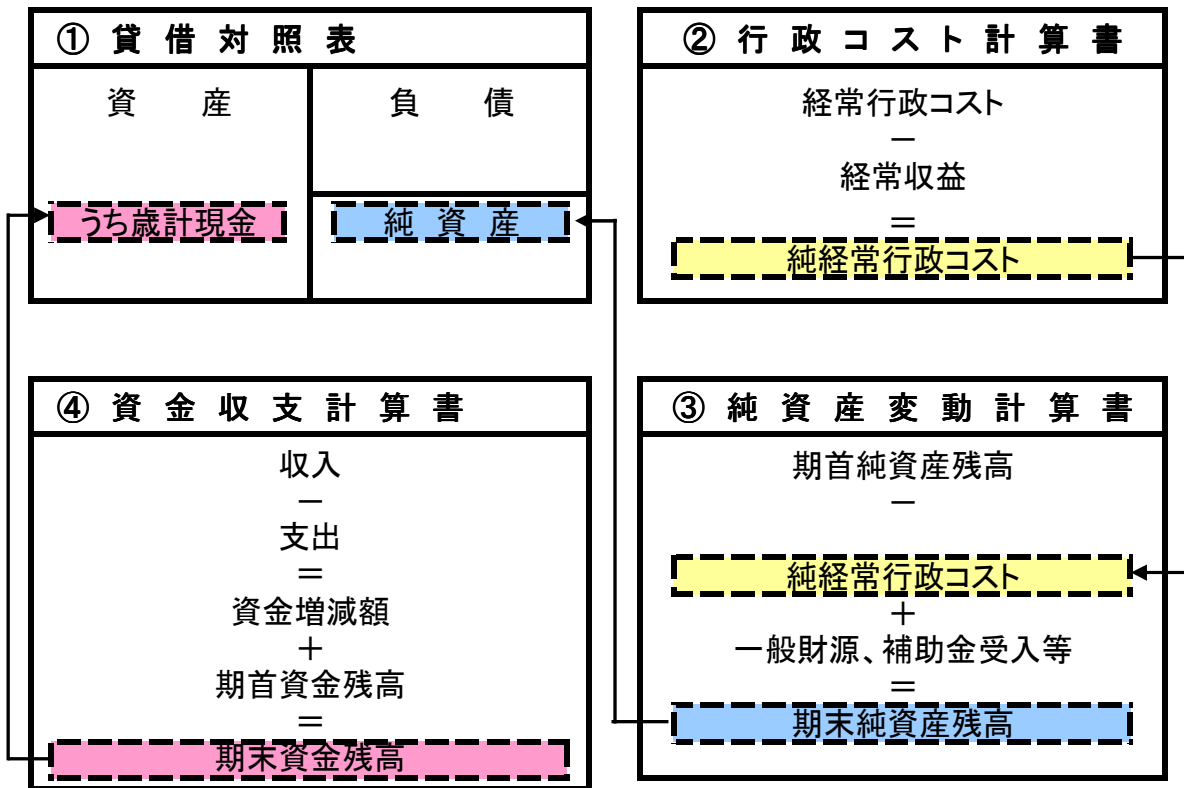 ① 貸 借 対 照 表
資 産
うち歳計現金
負 債
純 資 産
② 行 政 コ ス ト 計 算 書
経常行政コスト
－
経常収益
＝
純経常行政コスト
④ 資 金 収 支 計 算 書
収入
－
支出
＝
資金増減額
＋
期首資金残高
＝
期末資金残高
③ 純 資 産 変 動 計 算 書
期首純資産残高
－
純経常行政コスト
＋
一般財源、補助金受入等
＝
期末純資産残高